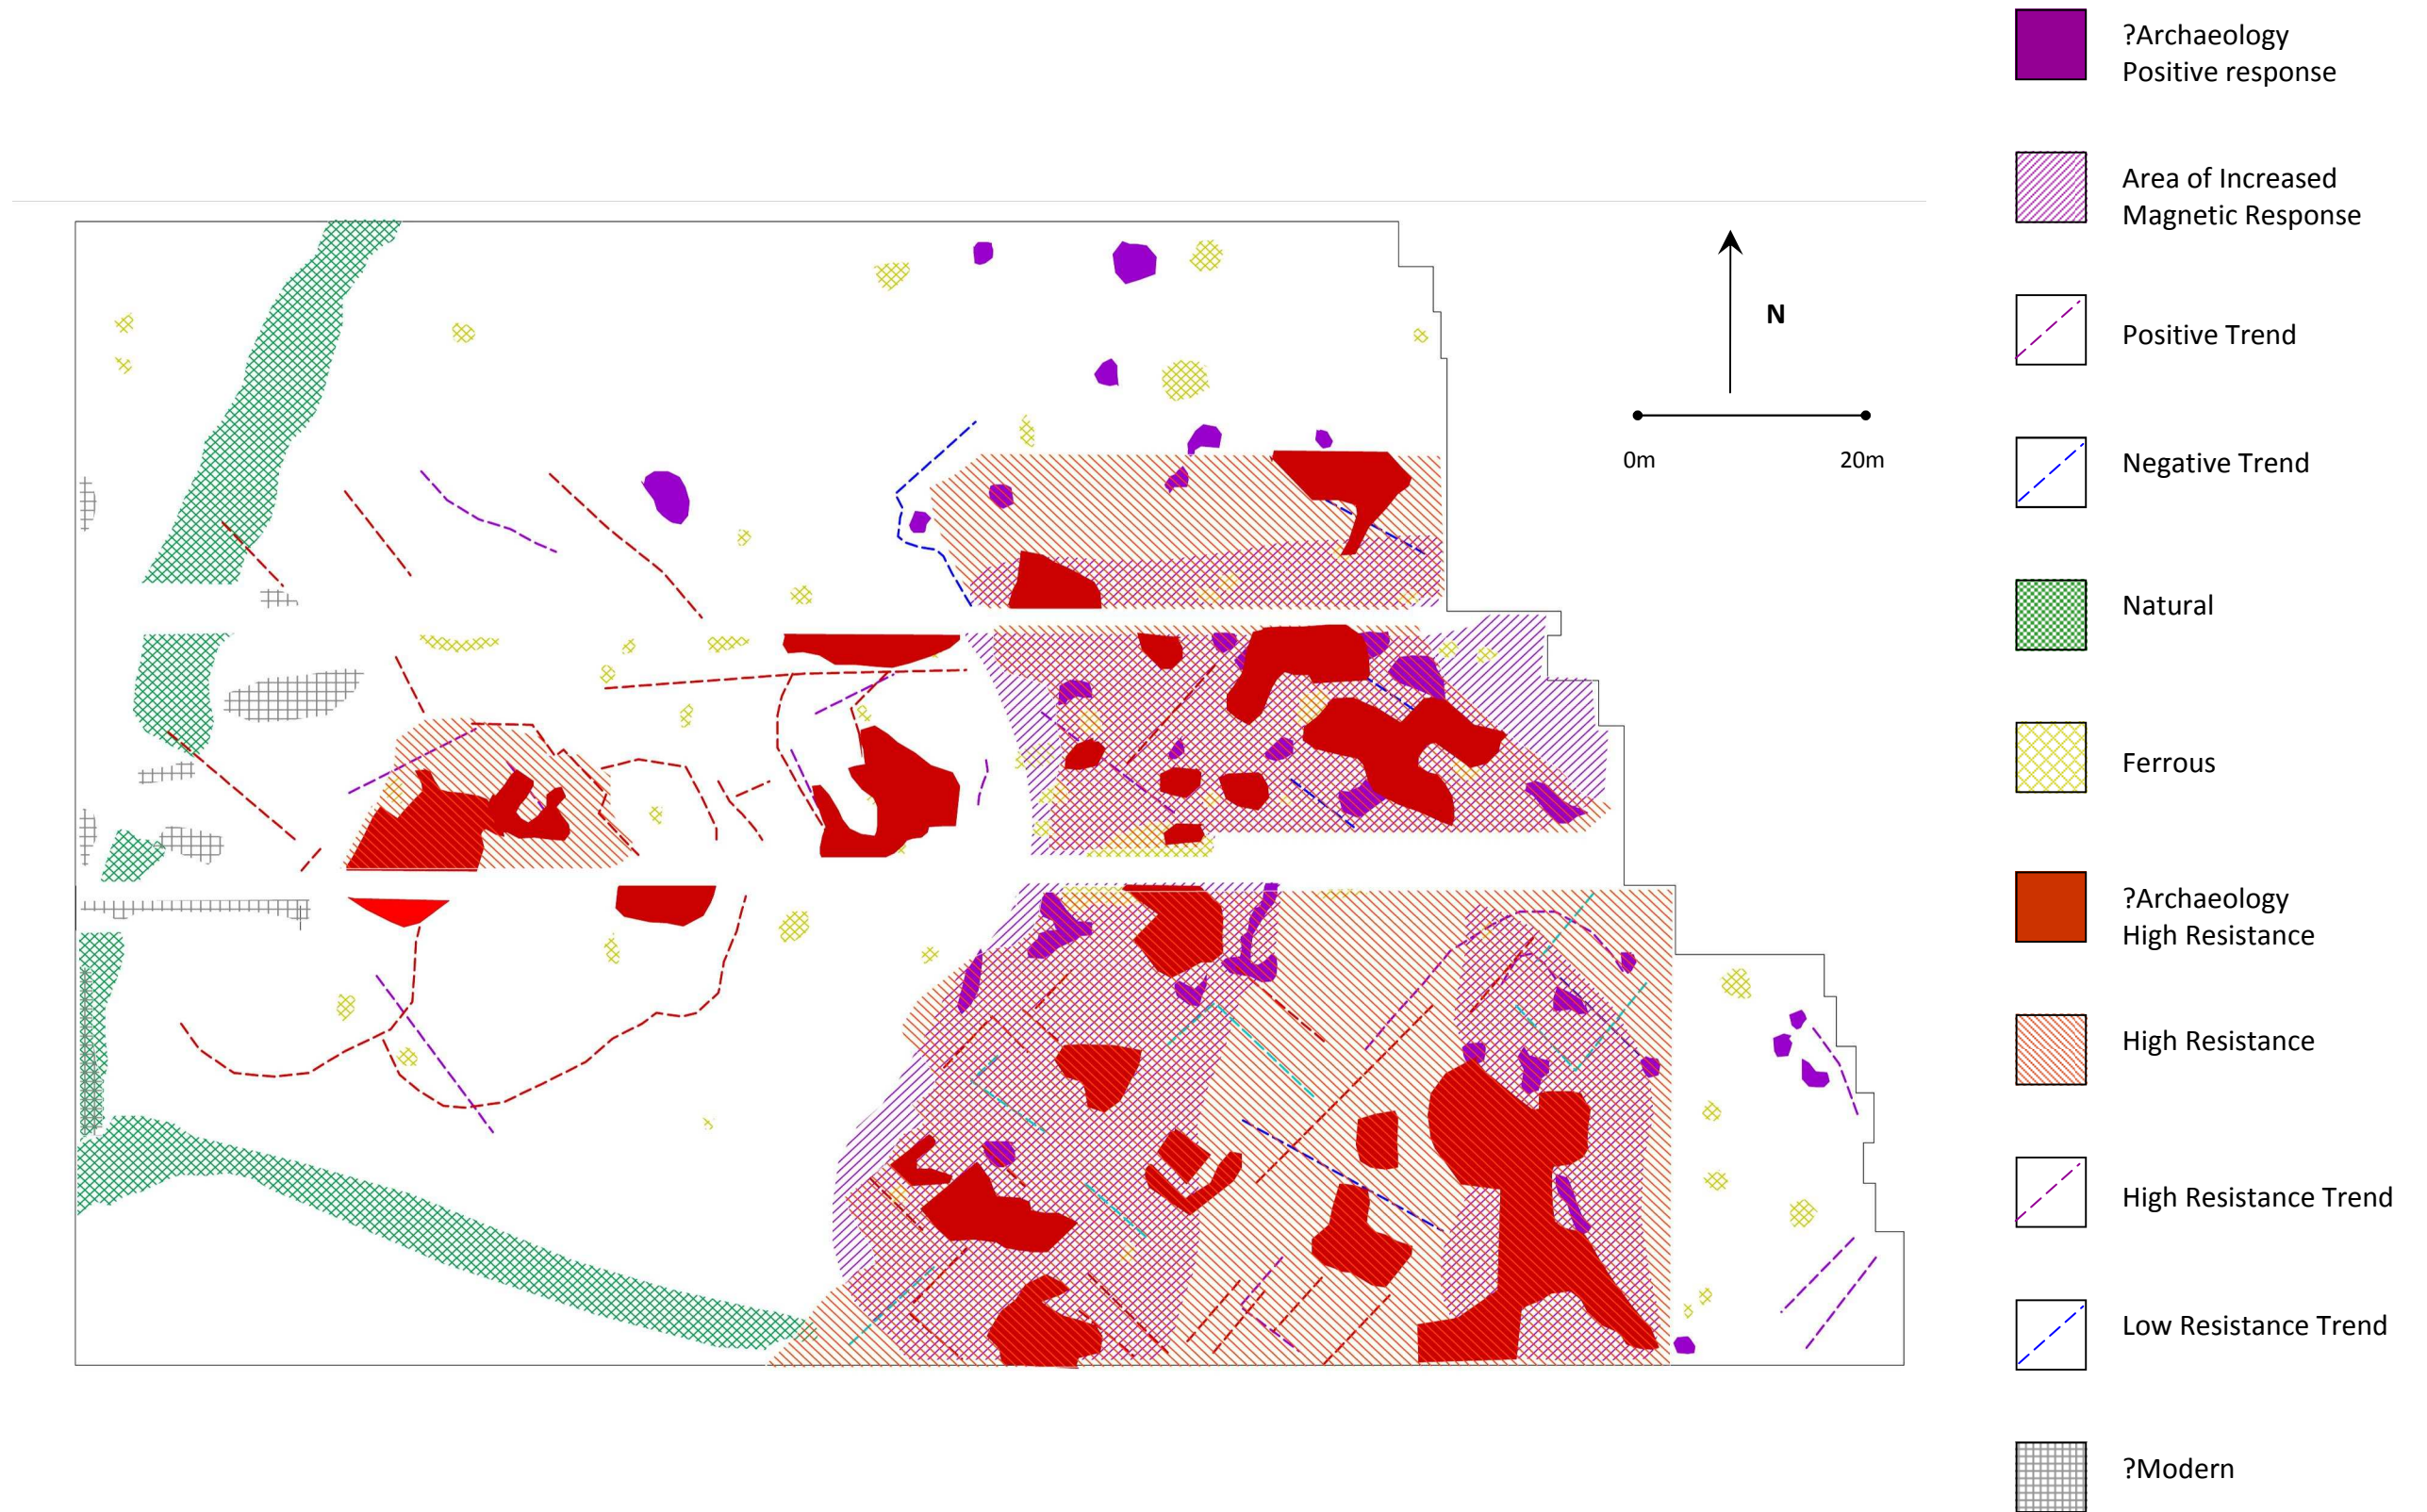 ?Archaeology
Positive response
Area of Increased
Magnetic Response
Positive Trend
N
0m
20m
Negative Trend
Natural
Ferrous
?Archaeology
High Resistance
High Resistance
High Resistance Trend
Low Resistance Trend
?Modern